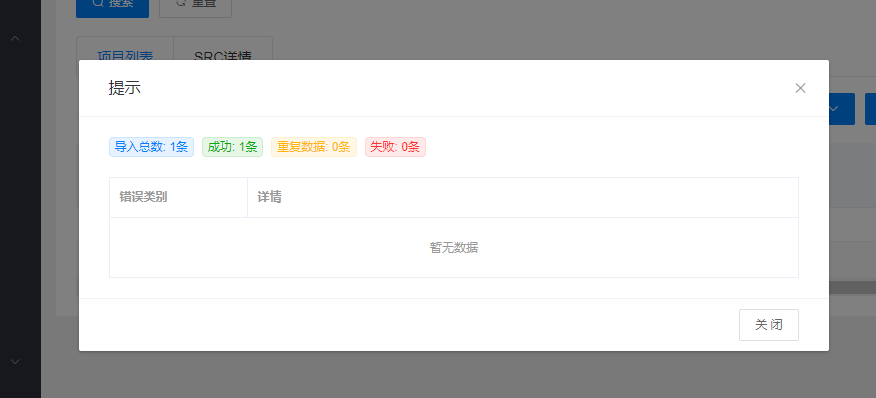 搜索 重置
项目列表 SRC详情
提示
导入总数: 1条 成功: 1条 重复数据: 0条 失败: 0条
错误类别 详情
暂无数据
关 闭